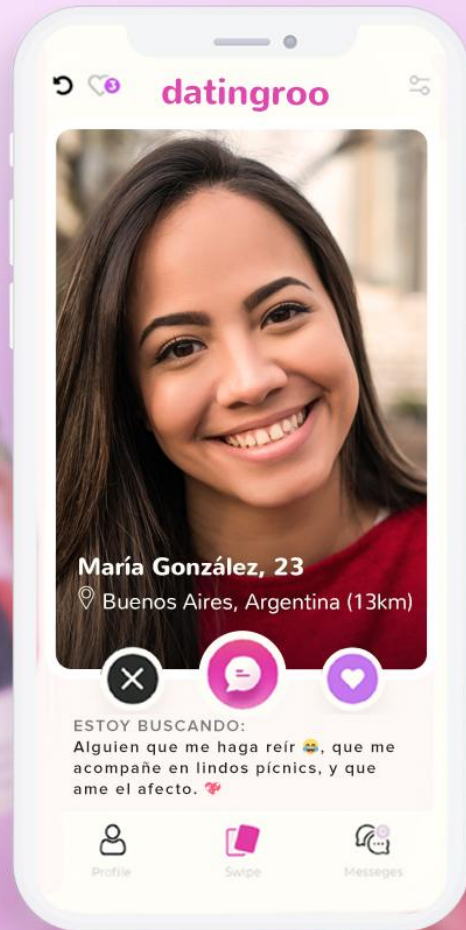 3
datingroo
María González, 23
Buenos Aires, Argentina (13km)
ESTOY BUSCANDO:
Alguien que me haga reír 😂, que me
acompañe en lindos pícnics, y que
ame el afecto. 💖
Profile
Swipe
Messeges